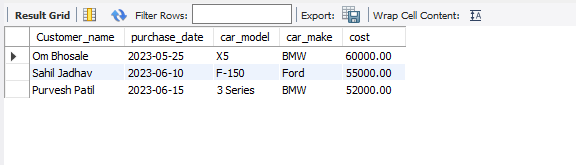 Result Grid Filter Rows: Export: Wrap Cell Content:
Customer_name purchase_date car_model car_make cost
Om Bhosale 2023-05-25 X5 BMW 60000.00
Sahil Jadhav 2023-06-10 F-150 Ford 55000.00
Purvesh Patil 2023-06-15 3 Series BMW 52000.00